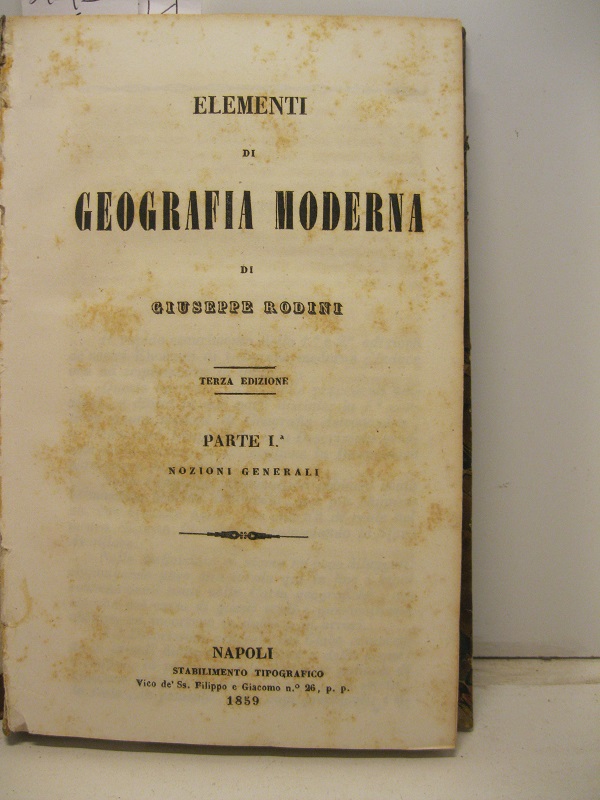 ELEMENTI
DI
GEOGRAFIA MODERNA
DI
GIUSEPPE RODINI
TERZA EDIZIONE
PARTE I.ª
NOZIONI GENERALI
NAPOLI
STABILIMENTO TIPOGRAFICO
Vico de' Ss. Filippo e Giacomo n.º 26, p. p.
1859